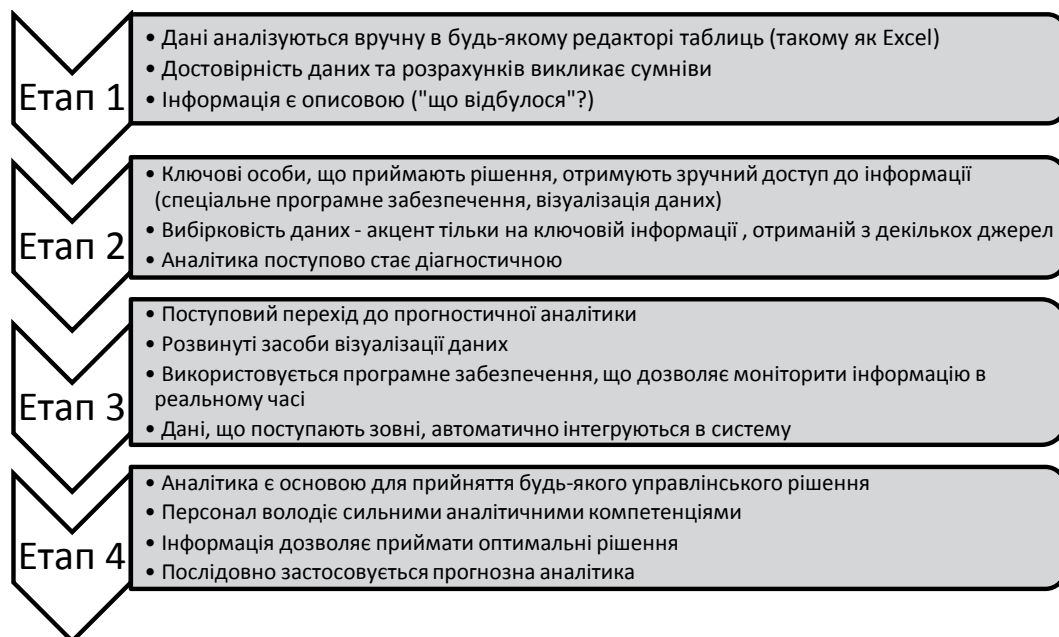 Етап 1
• Дані аналізуються вручну в будь-якому редакторі таблиць (такому як Excel)
• Достовірність даних та розрахунків викликає сумніви
• Інформація є описовою ("що відбулося"?)
Етап 2
• Ключові особи, що приймають рішення, отримують зручний доступ до інформації
(спеціальне програмне забезпечення, візуалізація даних)
• Вибірковість даних - акцент тільки на ключовій інформації , отриманій з декількох джерел
• Аналітика поступово стає діагностичною
Етап 3
• Поступовий перехід до прогностичної аналітики
• Розвинуті засоби візуалізації даних
• Використовується програмне забезпечення, що дозволяє моніторити інформацію в
реальному часі
• Дані, що поступають зовні, автоматично інтегруються в систему
Етап 4
• Аналітика є основою для прийняття будь-якого управлінського рішення
• Персонал володіє сильними аналітичними компетенціями
• Інформація дозволяє приймати оптимальні рішення
• Послідовно застосовується прогнозна аналітика